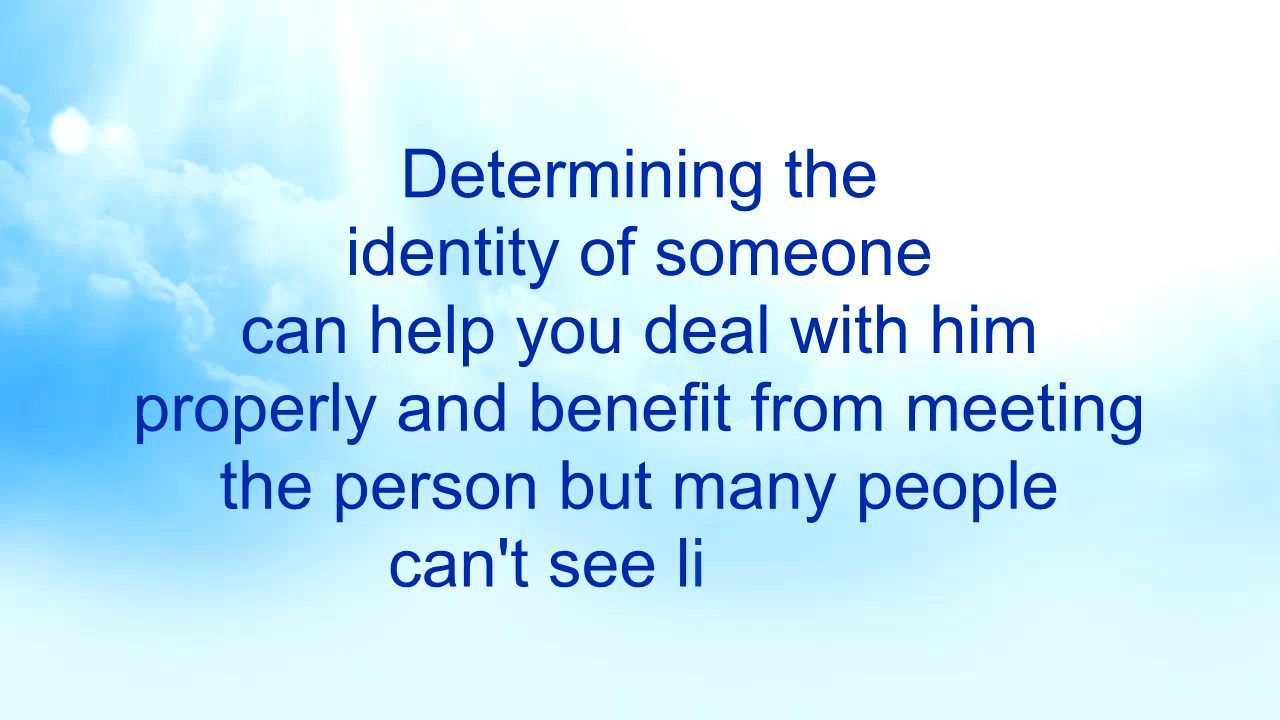 Determining the
identity of someone
can help you deal with him
properly and benefit from meeting
the person but many people
can't see li